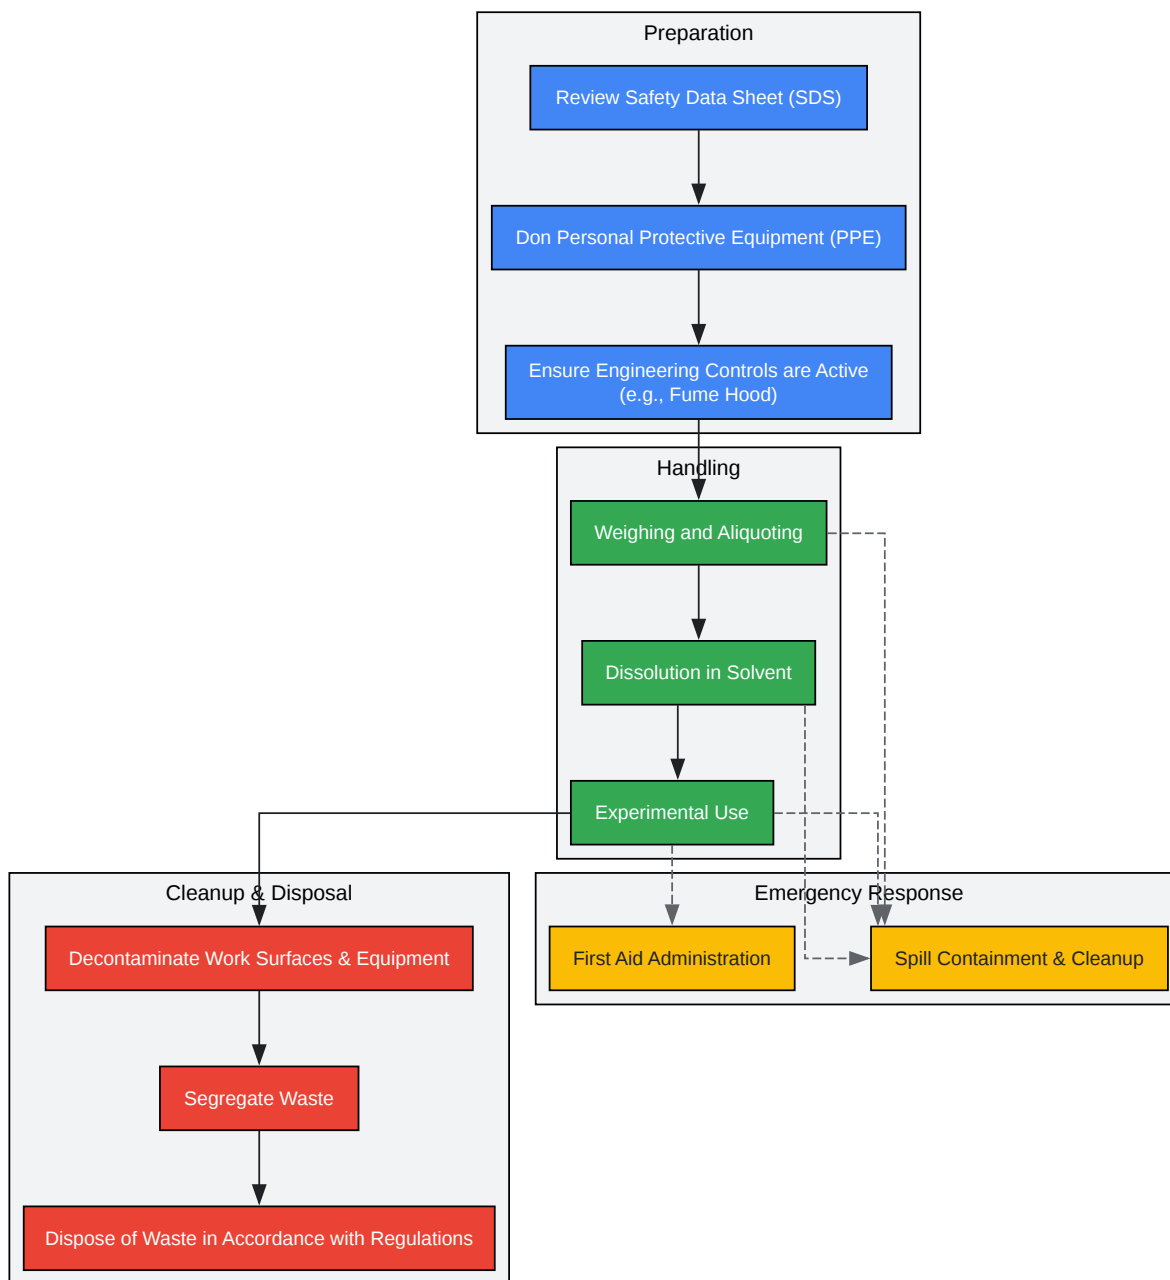 Preparation
Review Safety Data Sheet (SDS)
Don Personal Protective Equipment (PPE)
Ensure Engineering Controls are Active
(e.g., Fume Hood)
Handling
Weighing and Aliquoting
Dissolution in Solvent
Experimental Use
Cleanup & Disposal
Decontaminate Work Surfaces & Equipment
Segregate Waste
Dispose of Waste in Accordance with Regulations
Emergency Response
First Aid Administration
Spill Containment & Cleanup